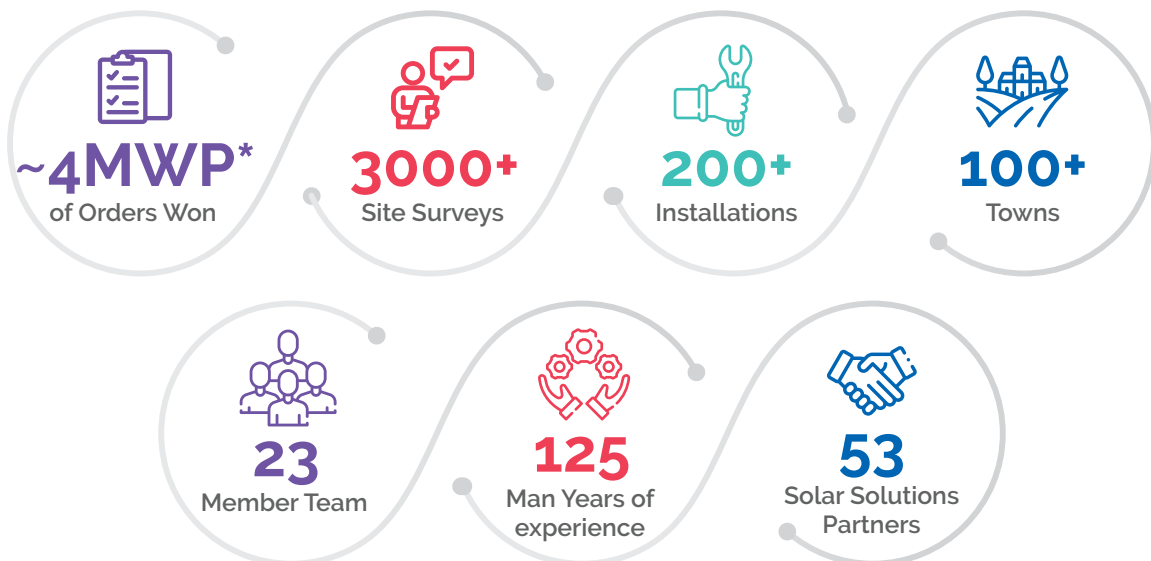 ~4MWP*
of Orders Won
3000+
Site Surveys
200+
Installations
100+
Towns
23
Member Team
125
Man Years of
experience
53
Solar Solutions
Partners